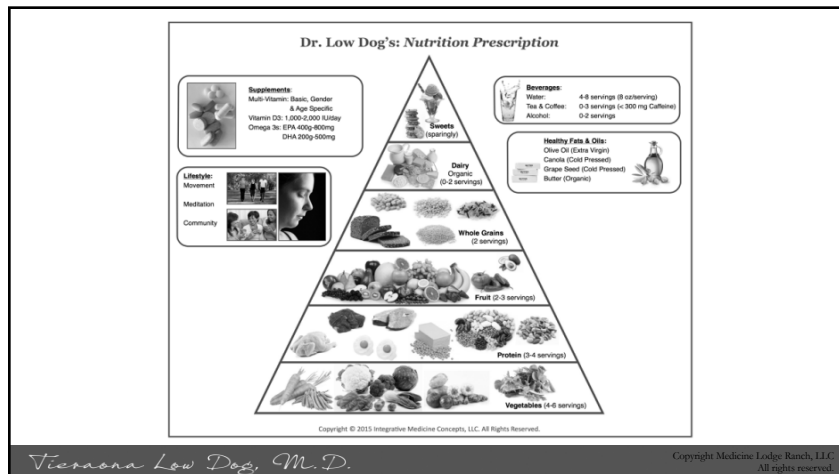 Dr. Low Dog's: Nutrition Prescription
Supplements:
Multi-Vitamin: Basic, Gender
& Age Specific
Vitamin D3: 1,000-2,000 IU/day
Omega 3s: EPA 400g-800mg
DHA 200g-500mg
Beverages:
Water: 4-8 servings (8 oz/serving)
Tea & Coffee: 0-3 servings (< 300 mg Caffeine)
Alcohol: 0-2 servings
Healthy Fats & Oils:
Olive Oil (Extra Virgin)
Canola (Cold Pressed)
Grape Seed (Cold Pressed)
Butter (Organic)
Lifestyle:
Movement
Meditation
Community
Sweets
(sparingly)
Dairy
Organic
(0-2 servings)
Whole Grains
(2 servings)
Fruit (2-3 servings)
Protein (3-4 servings)
Vegetables (4-6 servings)
Copyright © 2015 Integrative Medicine Concepts, LLC. All Rights Reserved.
Tieraona Low Dog, M.D.
Copyright Medicine Lodge Ranch, LLC
All rights reserved.